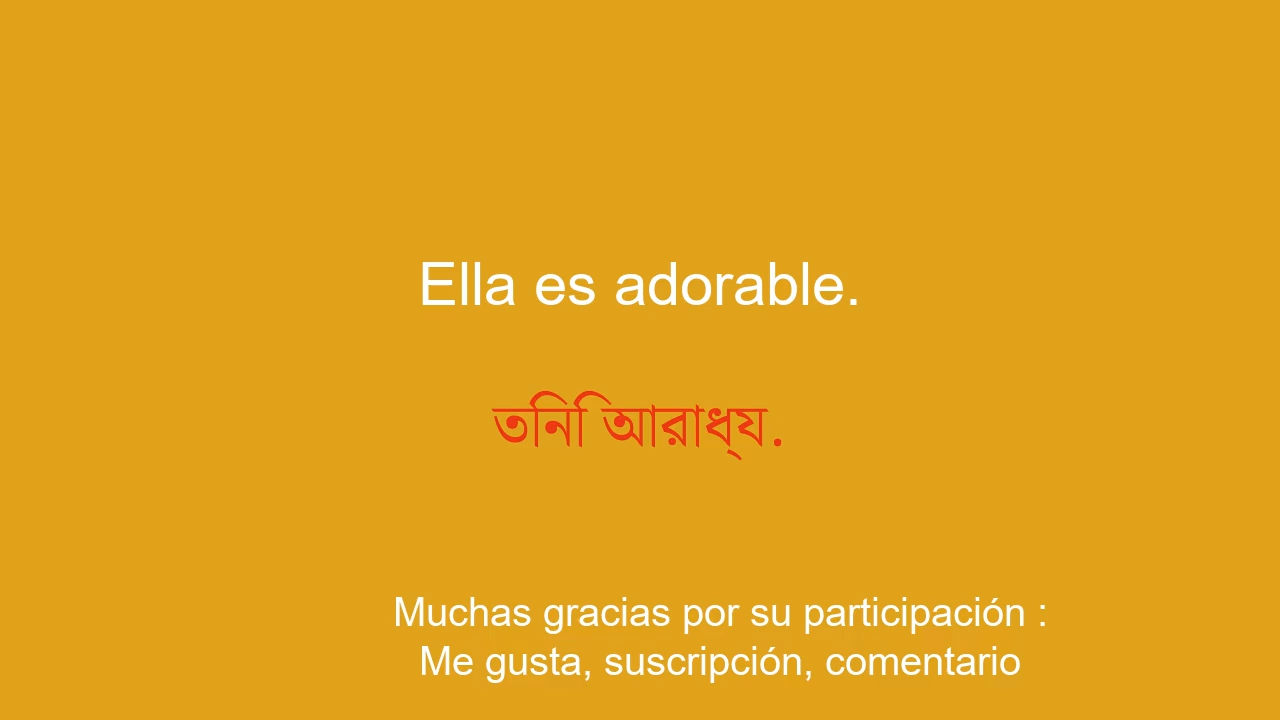 Ella es adorable.
তিনি আরাধ্য.
Muchas gracias por su participación :
Me gusta, suscripción, comentario